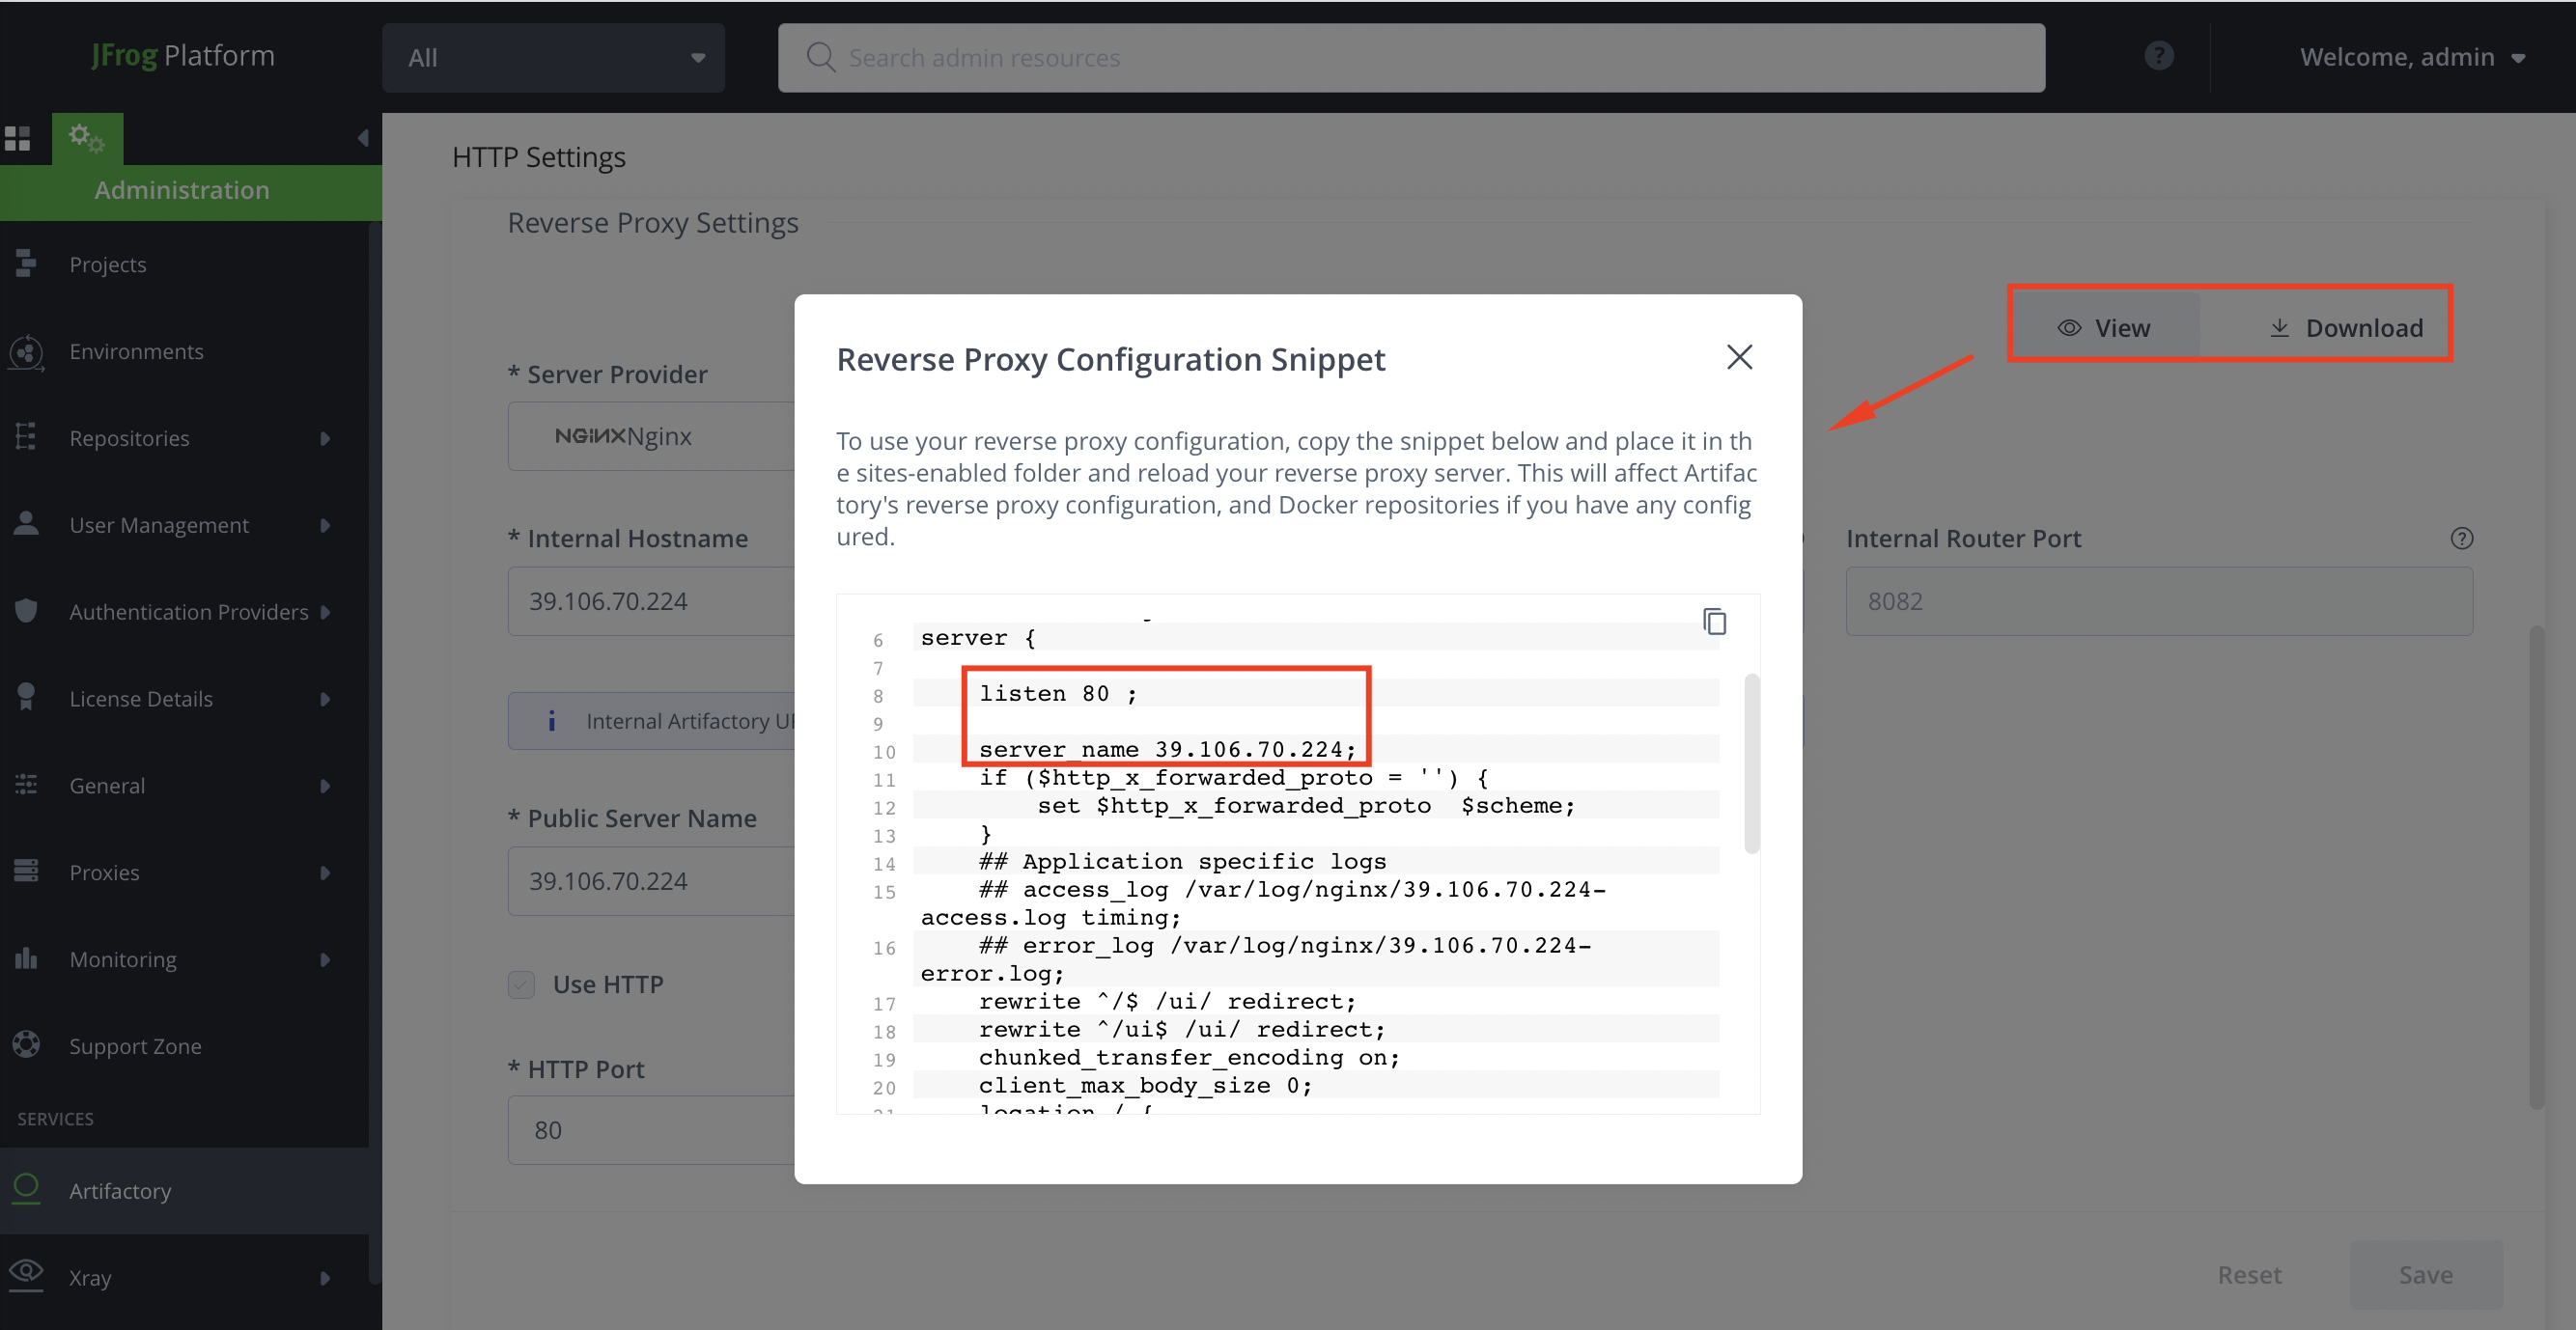 JFrog Platform
All
Search admin resources
?
Welcome, admin
Administration
Projects
Environments
Repositories
User Management
Authentication Providers
License Details
General
Proxies
Monitoring
Support Zone
SERVICES
Artifactory
Xray
HTTP Settings
Reverse Proxy Settings
View
Download
* Server Provider
NGINX Nginx
* Internal Hostname
39.106.70.224
Internal Router Port
?
8082
i Internal Artifactory U
* Public Server Name
39.106.70.224
Use HTTP
* HTTP Port
80
Reset
Save
Reverse Proxy Configuration Snippet
To use your reverse proxy configuration, copy the snippet below and place it in th
e sites-enabled folder and reload your reverse proxy server. This will affect Artifac
tory's reverse proxy configuration, and Docker repositories if you have any config
ured.
6 server {
7
8 listen 80 ;
9
10 server_name 39.106.70.224;
11 if ($http_x_forwarded_proto = '') {
12 set $http_x_forwarded_proto  $scheme;
13 }
14 ## Application specific logs
15 ## access_log /var/log/nginx/39.106.70.224-
access.log timing;
16 ## error_log /var/log/nginx/39.106.70.224-
error.log;
17 rewrite ^/$ /ui/ redirect;
18 rewrite ^/ui$ /ui/ redirect;
19 chunked_transfer_encoding on;
20 client_max_body_size 0;
21 location / {